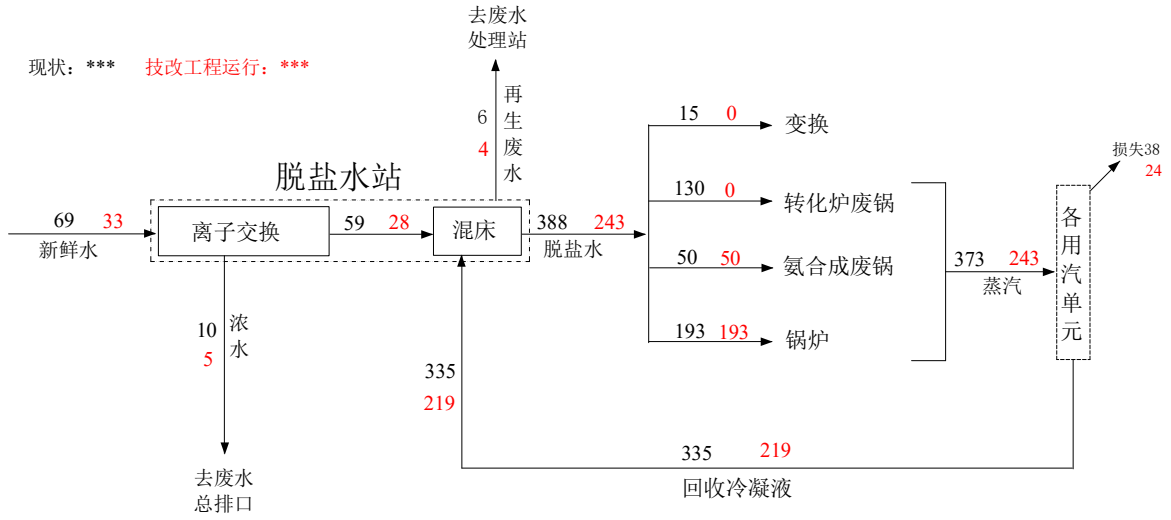 去废水
处理站
现状：*** 技改工程运行：***
6
4
再生废水
15 0
变换
损失38
24
脱盐水站
130 0
转化炉废锅
69 33
新鲜水
离子交换
59 28
混床
388 243
脱盐水
50 50
氨合成废锅
373 243
蒸汽
各用汽单元
10
5
浓水
193 193
锅炉
335
219
335 219
回收冷凝液
去废水
总排口